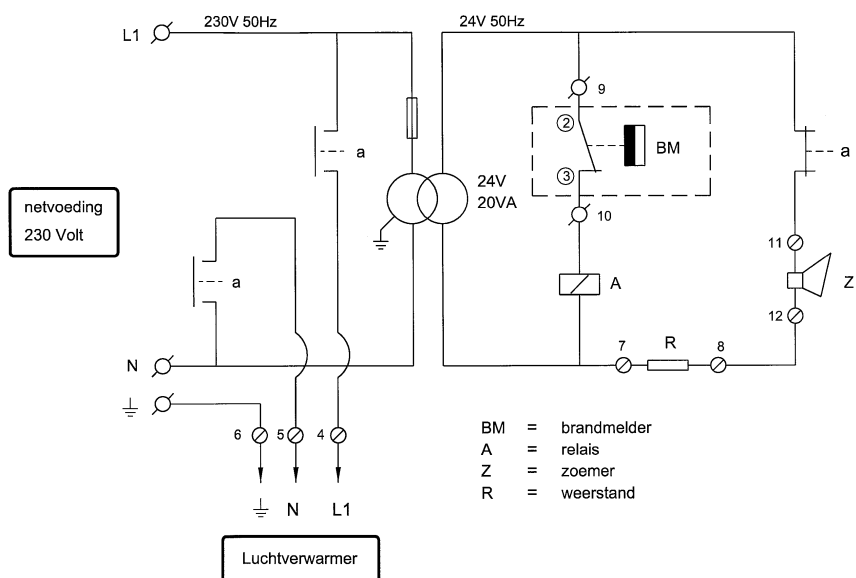 L1 230V 50Hz 24V 50Hz
9
2
a BM a
3
24V
20VA
netvoeding
230 Volt
10
11
a A Z
12
7 R 8
N
6 5 4
BM = brandmelder
A = relais
Z = zoemer
R = weerstand
N L1
Luchtverwarmer